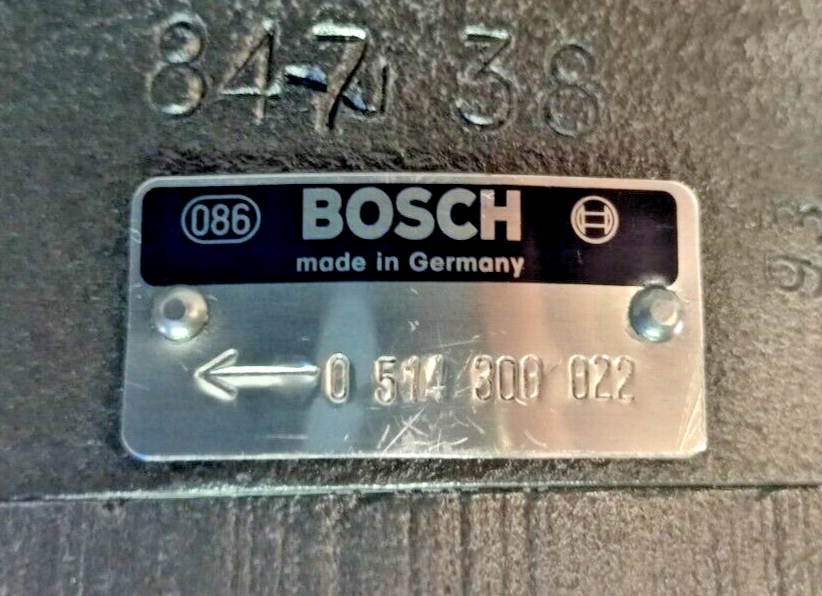 847 38
086 BOSCH
made in Germany
0 514 300 022